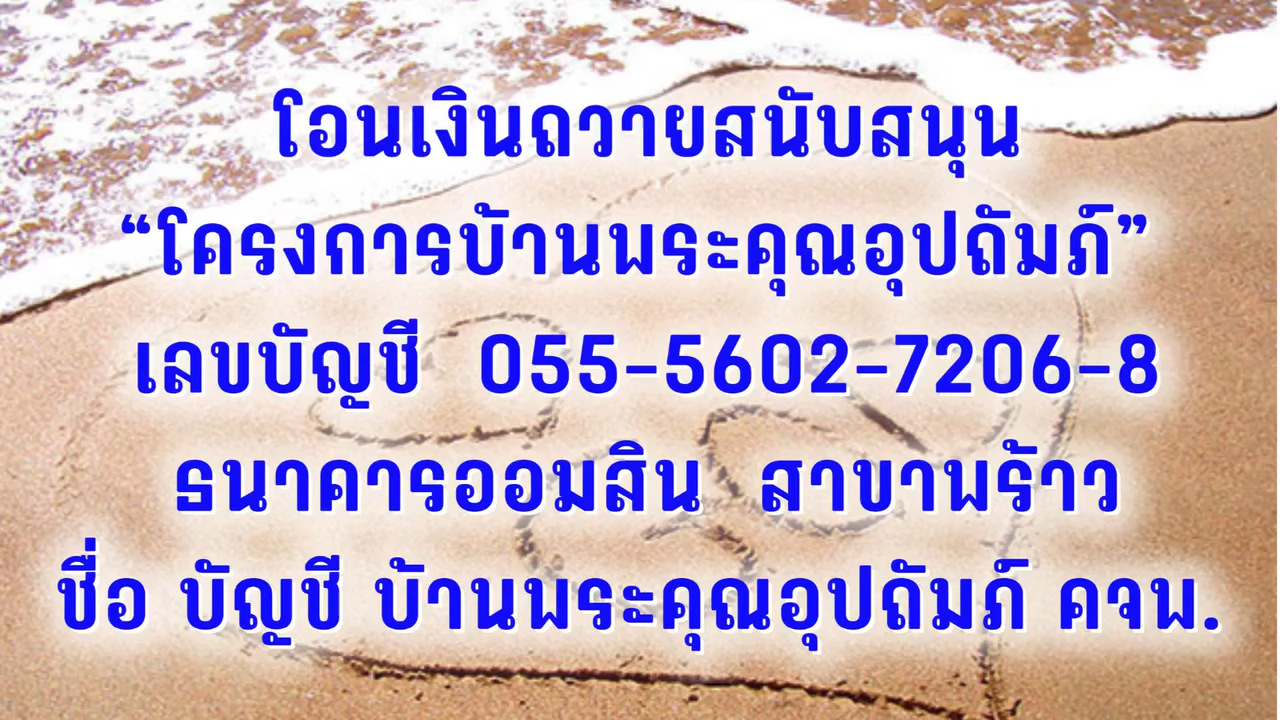 โอนเงินถวายสนับสนุน
“โครงการบ้านพระคุณอุปถัมภ์”
เลขบัญชี 055-5602-7206-8
ธนาคารออมสิน สาขาพร้าว
ชื่อ บัญชี บ้านพระคุณอุปถัมภ์ คจพ.